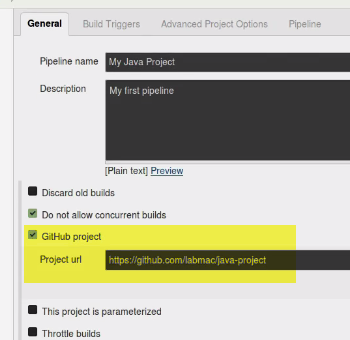 General Build Triggers Advanced Project Options Pipeline
Pipeline name My Java Project
Description My first pipeline
[Plain text] Preview
Discard old builds
Do not allow concurrent builds
GitHub project
Project url https://github.com/labmac/java-project
This project is parameterized
Throttle builds